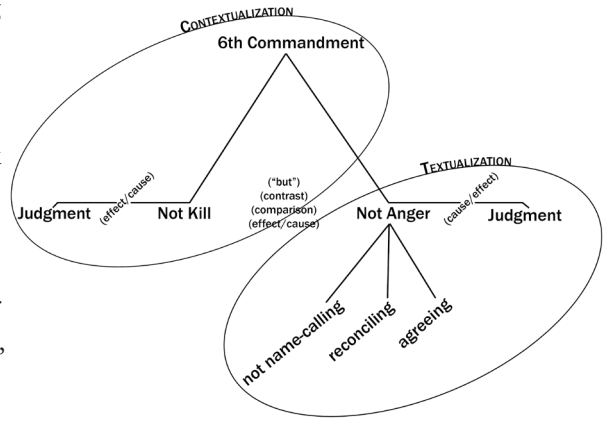 CONTEXTUALIZATION
6th Commandment
TEXTUALIZATION
("but")
(contrast)
(comparison)
(effect/cause)
Judgment
(effect/cause)
Not Kill
Not Anger
(cause/effect)
Judgment
not name-calling
reconciling
agreeing
,